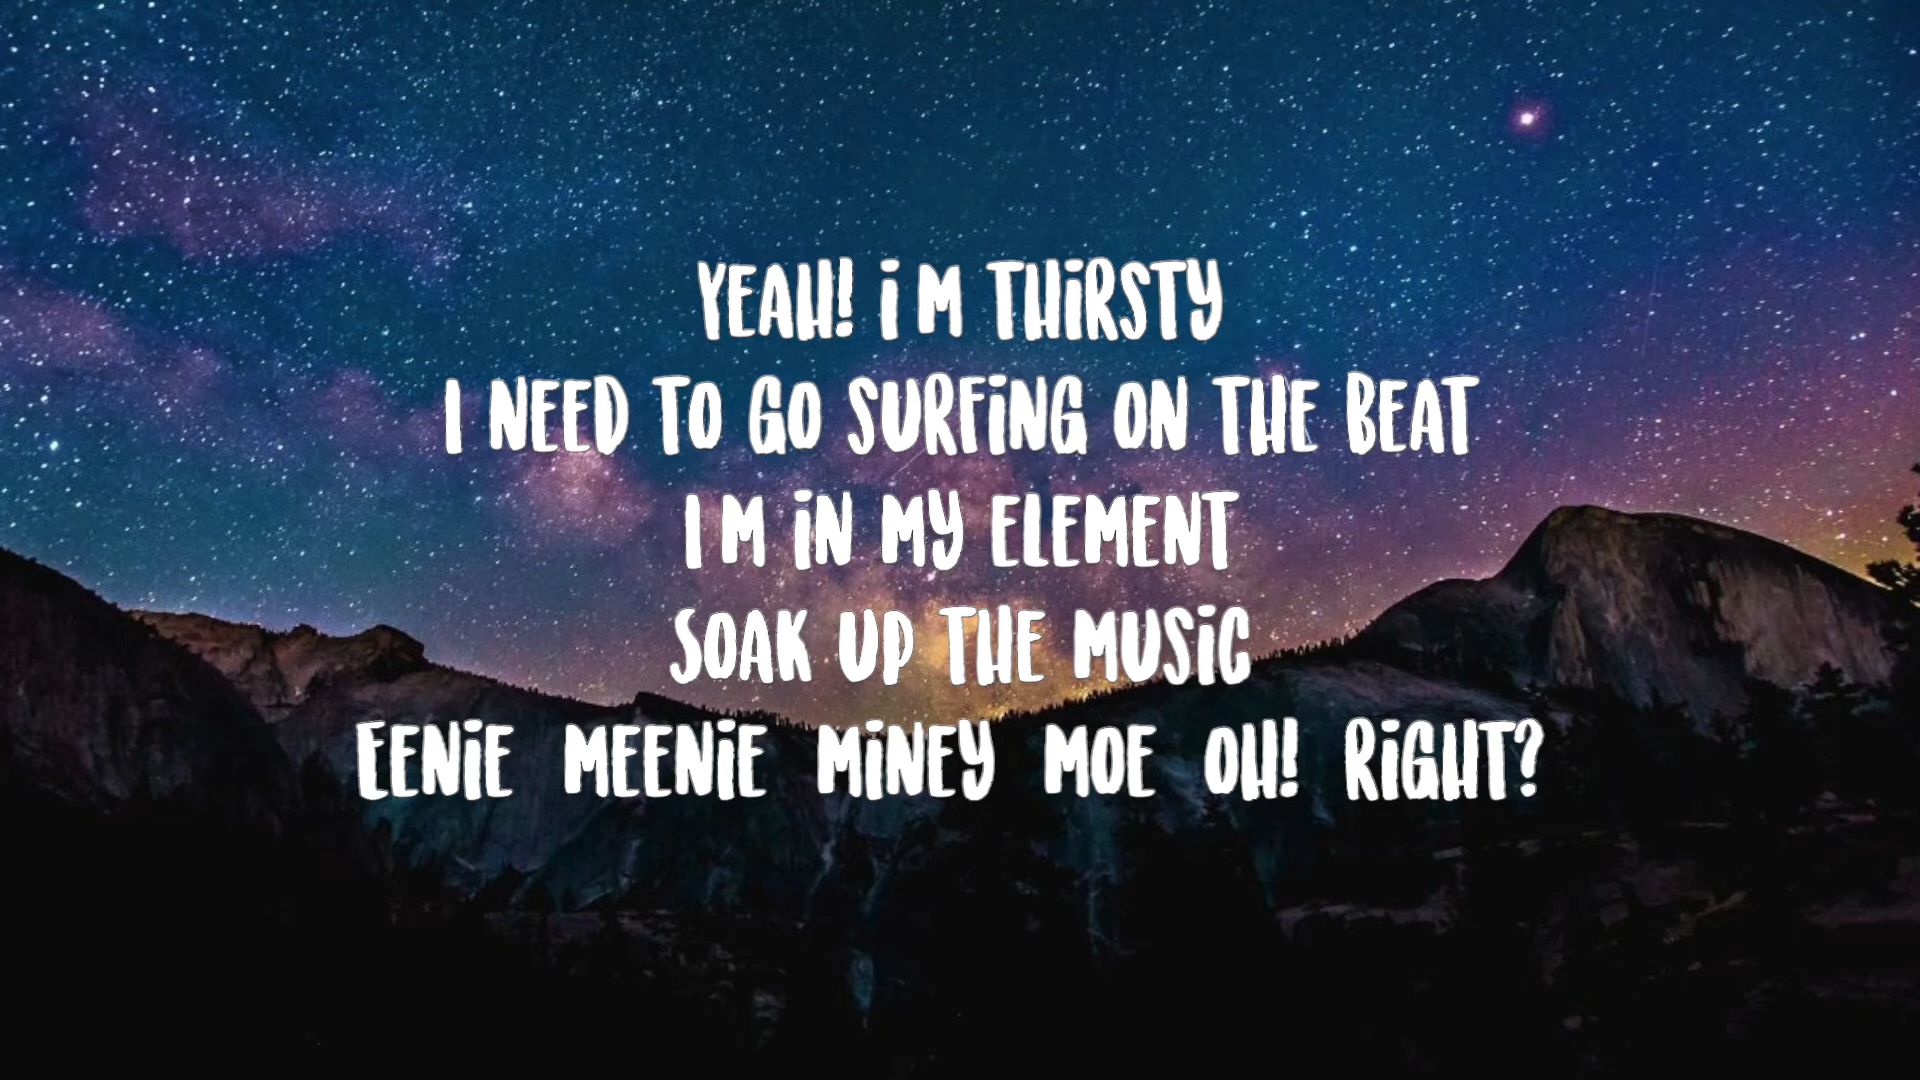 YEAH! i M THiRSTY
I NEED TO GO SURFiNG ON THE BEAT
I M iN MY ELEMENT
SOAK UP THE MUSiC
EENiE MEENiE MiNEY MOE OH! RiGHT?